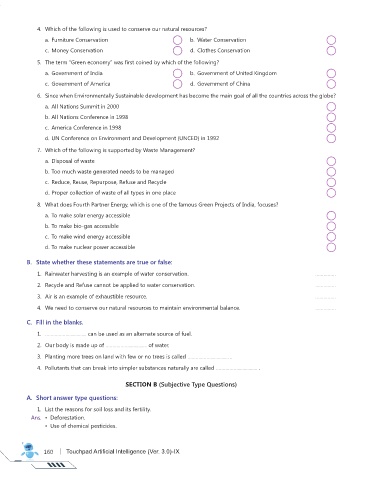 4. Which of the following is used to conserve our natural resources?
a. Furniture Conservation b. Water Conservation
c. Money Conservation d. Clothes Conservation
5. The term "Green economy" was first coined by which of the following?
a. Government of India b. Government of United Kingdom
c. Government of America d. Government of China
6. Since when Environmentally Sustainable development has become the main goal of all the countries across the globe?
a. All Nations Summit in 2000
b. All Nations Conference in 1998
c. America Conference in 1998
d. UN Conference on Environment and Development (UNCED) in 1992
7. Which of the following is supported by Waste Management?
a. Disposal of waste
b. Too much waste generated needs to be managed
c. Reduce, Reuse, Repurpose, Refuse and Recycle
d. Proper collection of waste of all types in one place
8. What does Fourth Partner Energy, which is one of the famous Green Projects of India, focuses?
a. To make solar energy accessible
b. To make bio-gas accessible
c. To make wind energy accessible
d. To make nuclear power accessible
B. State whether these statements are true or false:
1. Rainwater harvesting is an example of water conservation. ............
2. Recycle and Refuse cannot be applied to water conservation. ............
3. Air is an example of exhaustible resource. ............
4. We need to conserve our natural resources to maintain environmental balance. ............
C. Fill in the blanks.
1. ........................ can be used as an alternate source of fuel.
2. Our body is made up of ........................ of water.
3. Planting more trees on land with few or no trees is called ........................
4. Pollutants that can break into simpler substances naturally are called ........................ .
SECTION B (Subjective Type Questions)
A. Short answer type questions:
1. List the reasons for soil loss and its fertility.
Ans. • Deforestation.
• Use of chemical pesticides.
160 | Touchpad Artificial Intelligence (Ver. 3.0)-IX